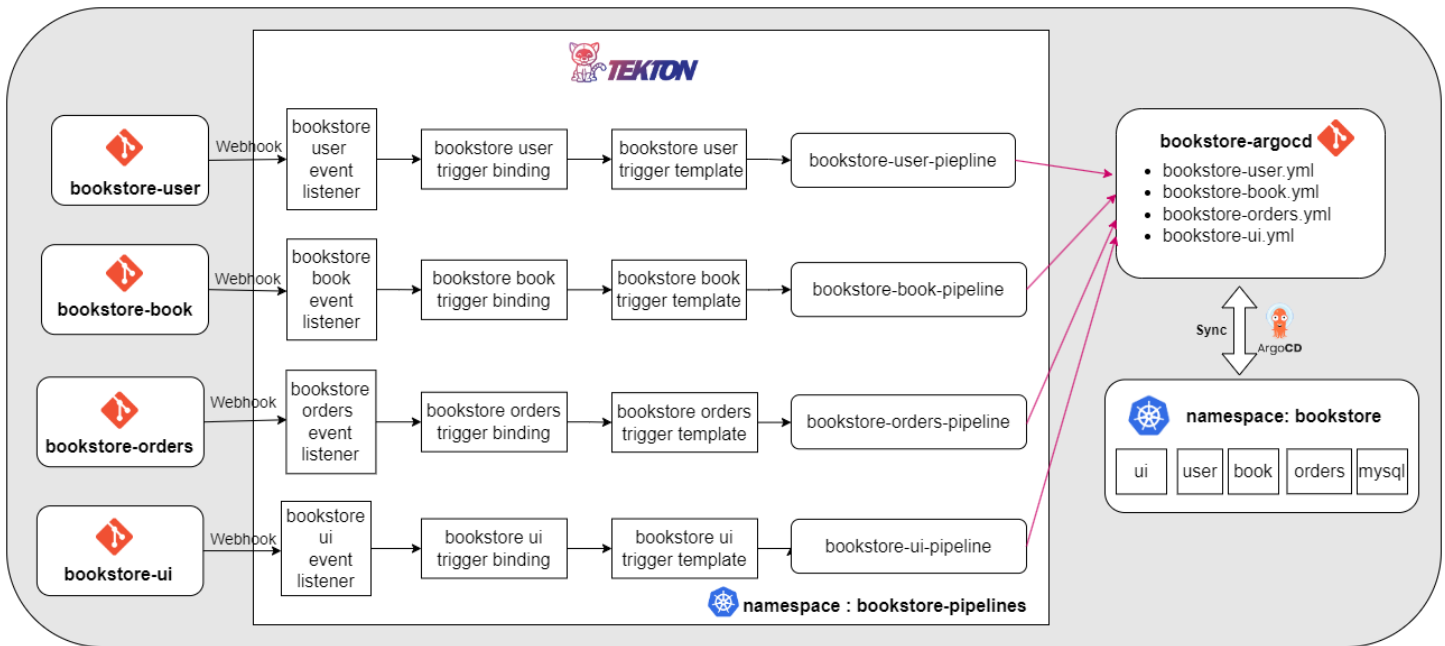 TEKTON
bookstore-user
Webhook
bookstore
user
event
listener
bookstore user
trigger binding
bookstore user
trigger template
bookstore-user-piepline
bookstore-book
Webhook
bookstore
book
event
listener
bookstore book
trigger binding
bookstore book
trigger template
bookstore-book-pipeline
bookstore-orders
Webhook
bookstore
orders
event
listener
bookstore orders
trigger binding
bookstore orders
trigger template
bookstore-orders-pipeline
bookstore-ui
Webhook
bookstore
ui
event
listener
bookstore ui
trigger binding
bookstore ui
trigger template
bookstore-ui-pipeline
namespace : bookstore-pipelines
bookstore-argocd
• bookstore-user.yml
• bookstore-book.yml
• bookstore-orders.yml
• bookstore-ui.yml
Sync
ArgoCD
namespace: bookstore
ui
user
book
orders
mysql